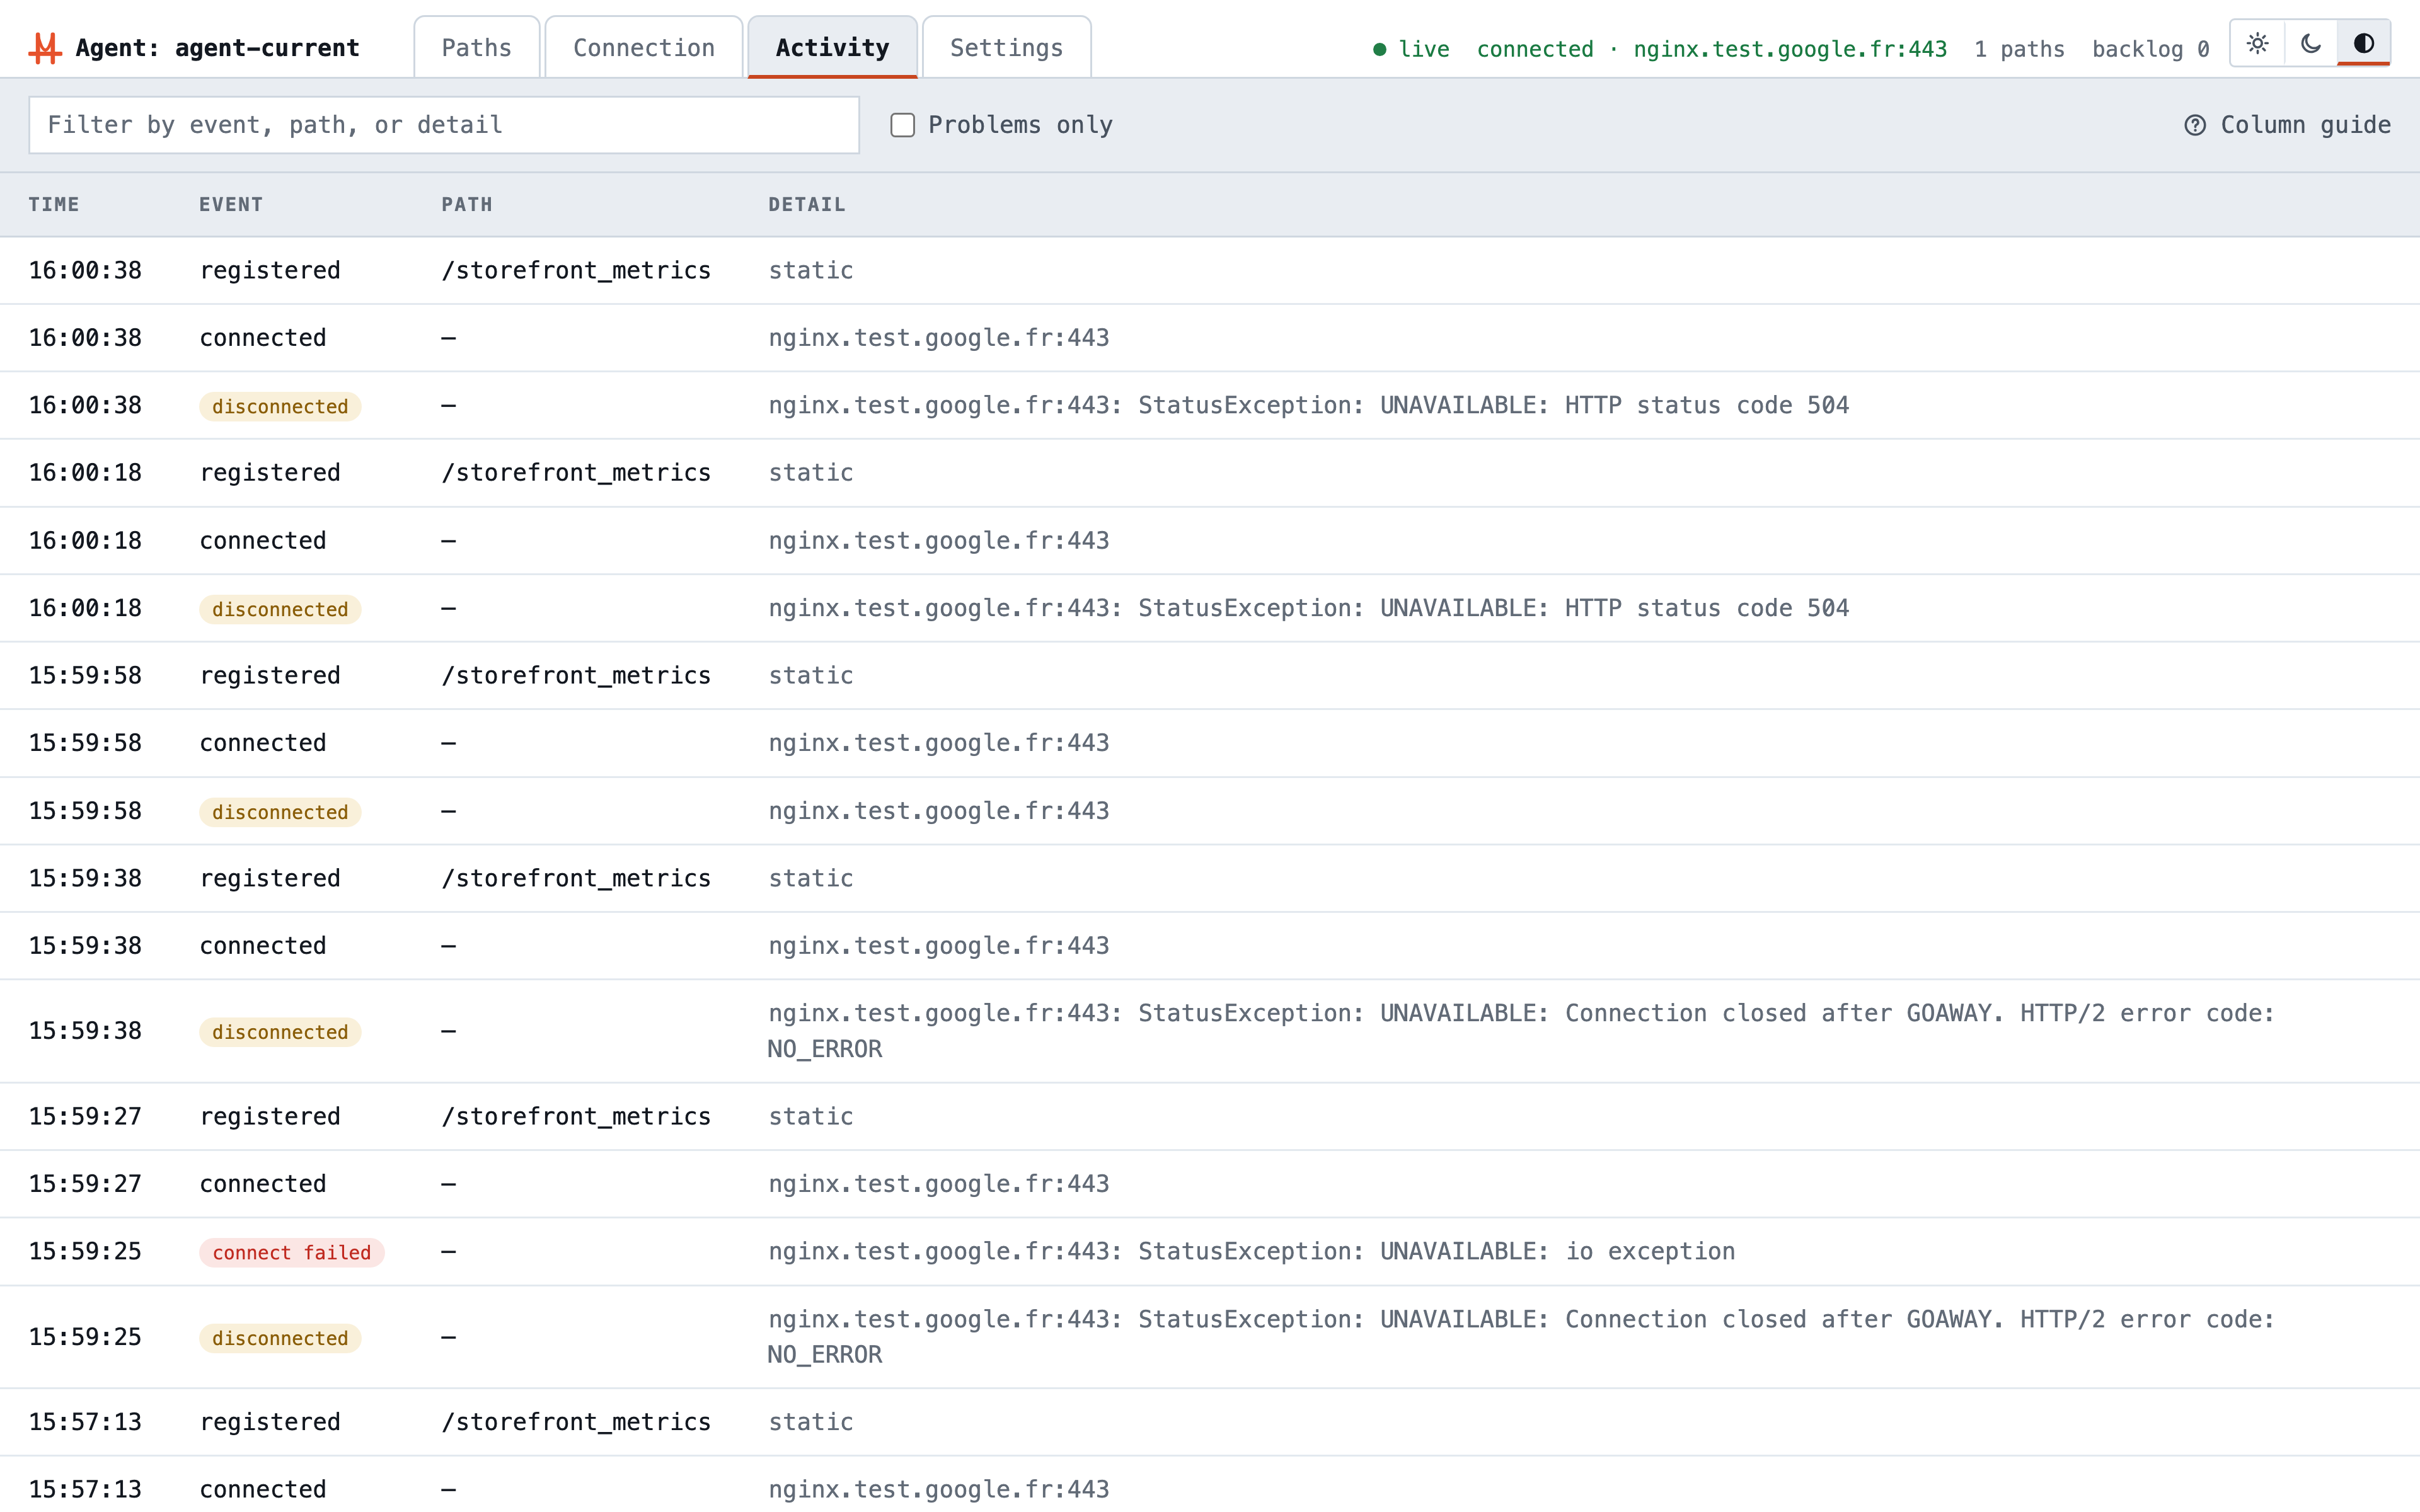 Agent: agent-current Paths Connection Activity Settings live connected · nginx.test.google.fr:443 1 paths backlog 0
Filter by event, path, or detail Problems only Column guide
TIME EVENT PATH DETAIL
16:00:38 registered /storefront_metrics static
16:00:38 connected — nginx.test.google.fr:443
16:00:38 disconnected — nginx.test.google.fr:443: StatusException: UNAVAILABLE: HTTP status code 504
16:00:18 registered /storefront_metrics static
16:00:18 connected — nginx.test.google.fr:443
16:00:18 disconnected — nginx.test.google.fr:443: StatusException: UNAVAILABLE: HTTP status code 504
15:59:58 registered /storefront_metrics static
15:59:58 connected — nginx.test.google.fr:443
15:59:58 disconnected — nginx.test.google.fr:443
15:59:38 registered /storefront_metrics static
15:59:38 connected — nginx.test.google.fr:443
15:59:38 disconnected — nginx.test.google.fr:443: StatusException: UNAVAILABLE: Connection closed after GOAWAY. HTTP/2 error code:
NO_ERROR
15:59:27 registered /storefront_metrics static
15:59:27 connected — nginx.test.google.fr:443
15:59:25 connect failed — nginx.test.google.fr:443: StatusException: UNAVAILABLE: io exception
15:59:25 disconnected — nginx.test.google.fr:443: StatusException: UNAVAILABLE: Connection closed after GOAWAY. HTTP/2 error code:
NO_ERROR
15:57:13 registered /storefront_metrics static
15:57:13 connected — nginx.test.google.fr:443